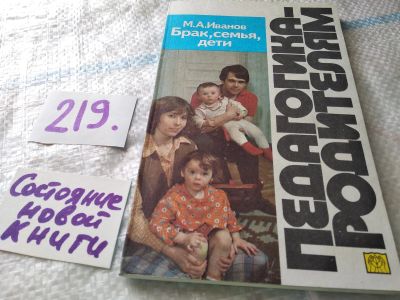 М.А.Иванов
Брак, семья,
дети
ПЕДАГОГИКА-
РОДИТЕЛЯМ
219.
Состояние
новой
книги